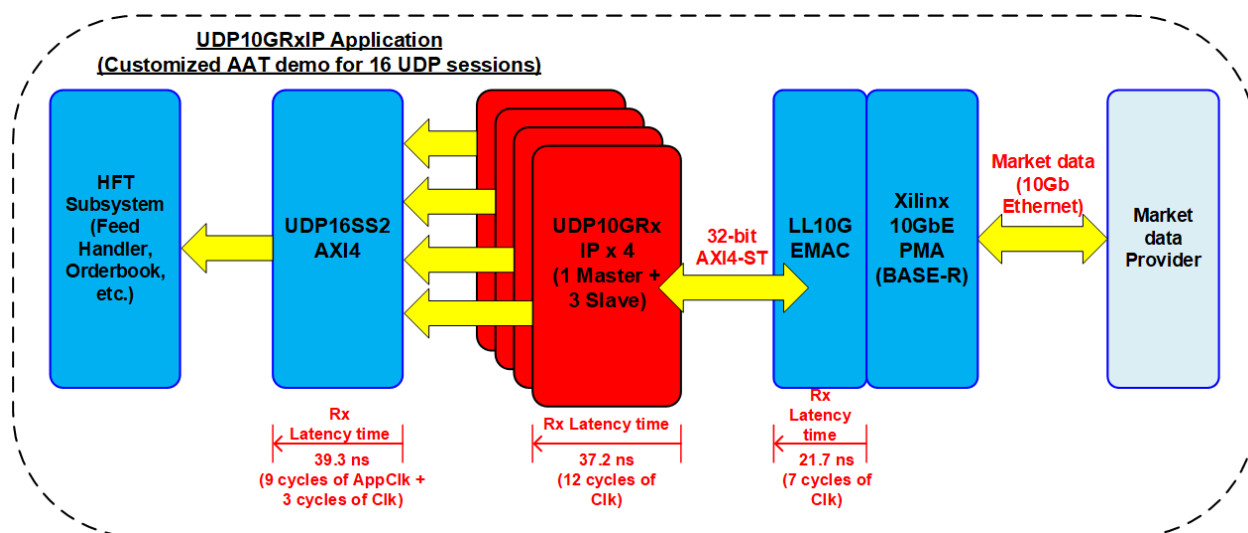 UDP10GRxIP Application
(Customized AAT demo for 16 UDP sessions)
HFT
Subsystem
(Feed
Handler,
Orderbook,
etc.)
UDP16SS2
AXI4
UDP10GRx
IP x 4
(1 Master +
3 Slave)
32-bit
AXI4-ST
LL10G
EMAC
Xilinx
10GbE
PMA
(BASE-R)
Market data
(10Gb
Ethernet)
Market
data
Provider
Rx
Latency time
39.3 ns
(9 cycles of AppClk +
3 cycles of Clk)
Rx Latency time
37.2 ns
(12 cycles of
Clk)
Rx
Latency
time
21.7 ns
(7 cycles of
Clk)